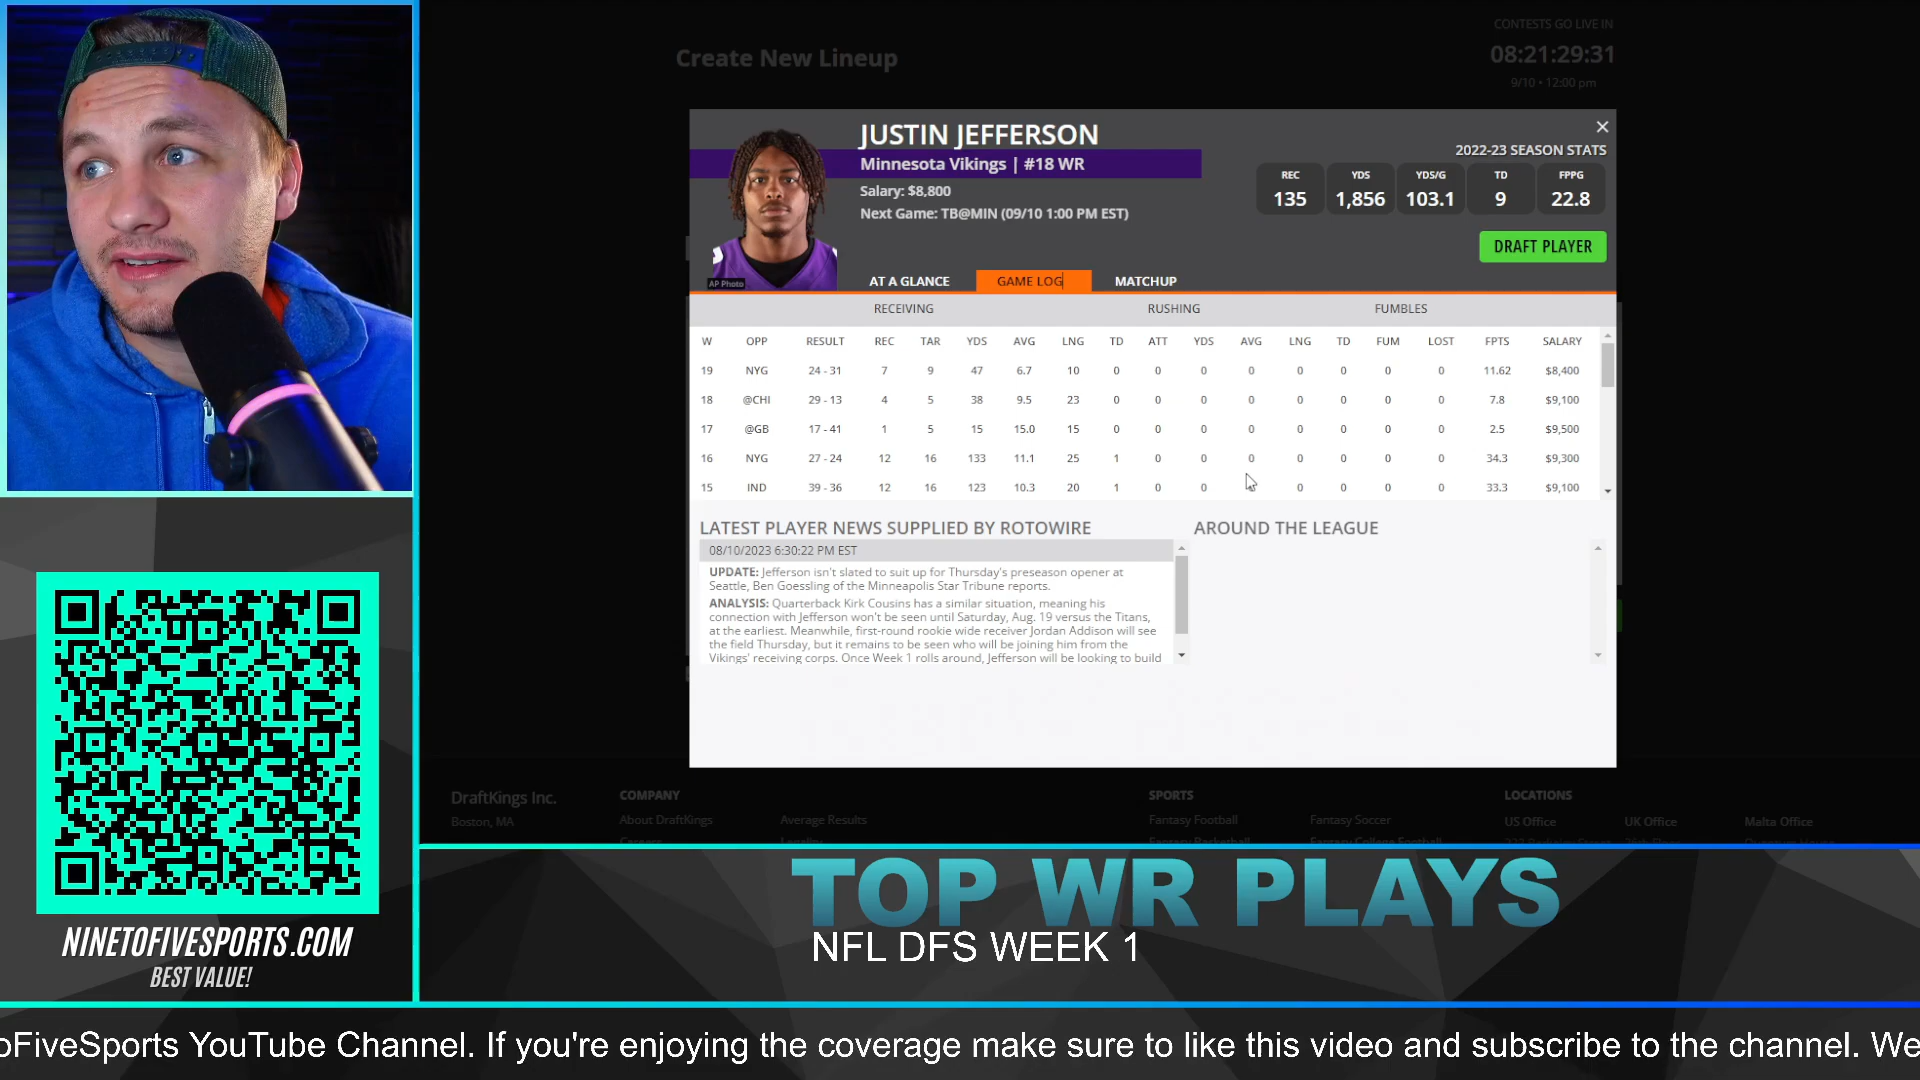 CONTESTS GO LIVE IN
Create New Lineup
08:21:29:31
9/10 • 12:00 pm
JUSTIN JEFFERSON
Minnesota Vikings | #18 WR
Salary: $8,800
Next Game: TB@MIN (09/10 1:00 PM EST)
2022-23 SEASON STATS
REC YDS YDS/G TD FPPG
135 1,856 103.1 9 22.8
DRAFT PLAYER
AP Photo
AT A GLANCE GAME LOG MATCHUP
RECEIVING RUSHING FUMBLES
W OPP RESULT REC TAR YDS AVG LNG TD ATT YDS AVG LNG TD FUM LOST FPTS SALARY
19 NYG 24 - 31 7 9 47 6.7 10 0 0 0 0 0 0 0 0 11.62 $8,400
18 @CHI 29 - 13 4 5 38 9.5 23 0 0 0 0 0 0 0 0 7.8 $9,100
17 @GB 17 - 41 1 5 15 15.0 15 0 0 0 0 0 0 0 0 2.5 $9,500
16 NYG 27 - 24 12 16 133 11.1 25 1 0 0 0 0 0 0 0 34.3 $9,300
15 IND 39 - 36 12 16 123 10.3 20 1 0 0 0 0 0 0 0 33.3 $9,100
LATEST PLAYER NEWS SUPPLIED BY ROTOWIRE
08/10/2023 6:30:22 PM EST
UPDATE: Jefferson isn't slated to suit up for Thursday's preseason opener at
Seattle, Ben Goessling of the Minneapolis Star Tribune reports.
ANALYSIS: Quarterback Kirk Cousins has a similar situation, meaning his
connection with Jefferson won't be seen until Saturday, Aug. 19 versus the Titans,
at the earliest. Meanwhile, first-round rookie wide receiver Jordan Addison will see
the field Thursday, but it remains to be seen who will be joining him from the
Vikings' receiving corps. Once Week 1 rolls around, Jefferson will be looking to build
AROUND THE LEAGUE
DraftKings Inc.
Boston, MA
COMPANY
About DraftKings Average Results
SPORTS
Fantasy Football Fantasy Soccer
Fantasy Basketball Fantasy College Football
LOCATIONS
US Office UK Office Malta Office
NINETOFIVESPORTS.COM
BEST VALUE!
TOP WR PLAYS
NFL DFS WEEK 1
oFiveSports YouTube Channel. If you're enjoying the coverage make sure to like this video and subscribe to the channel. We